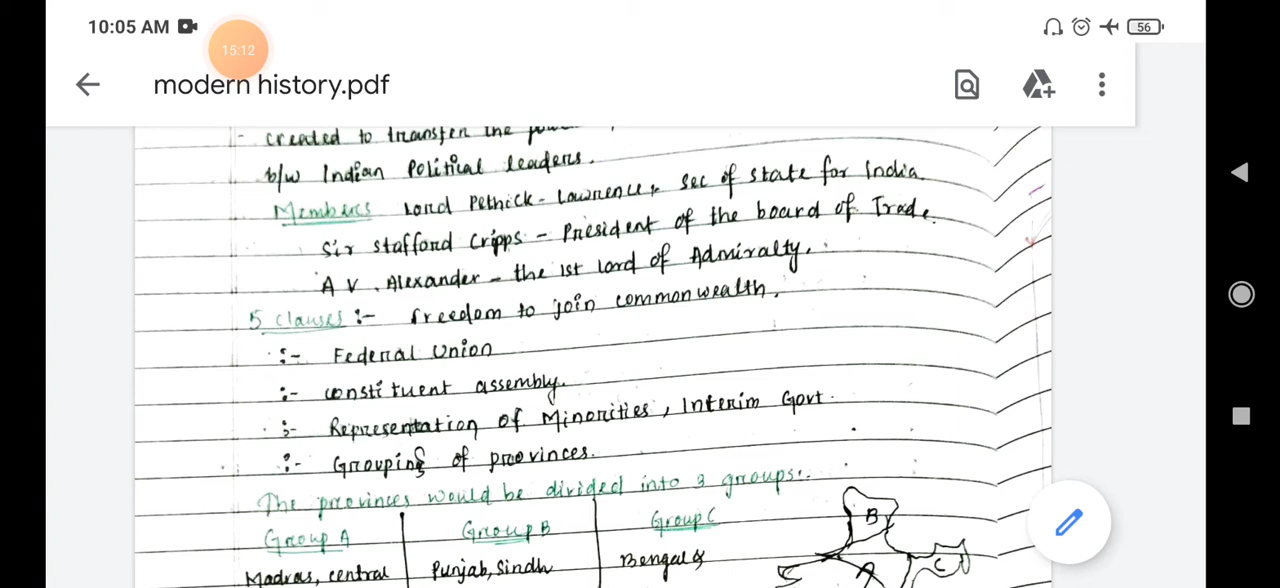 10:05 AM
56
15:12
modern history.pdf
- created to transfer the
b/w Indian Political leaders.
Members Lord Pethick-Lawrence, Sec of state for India.
Sir Stafford Cripps - President of the board of Trade.
A V. Alexander - the 1st lord of Admiralty.
5 clauses :- freedom to join commonwealth.
:- Federal Union
:- constituent assembly.
:- Representation of Minorities, Interim Govt.
:- Grouping of provinces.
The provinces would be divided into 3 groups:
Group A Group B Group C
Madras, central Punjab, Sindh Bengal &
B
C
A